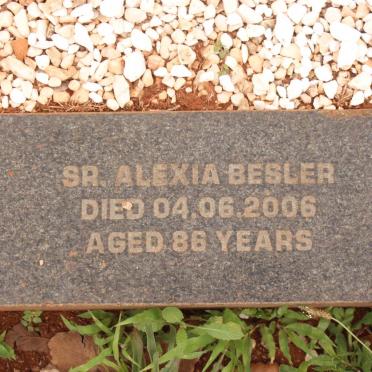 SR. ALEXIA BESLER
DIED 04.06.2006
AGED 86 YEARS